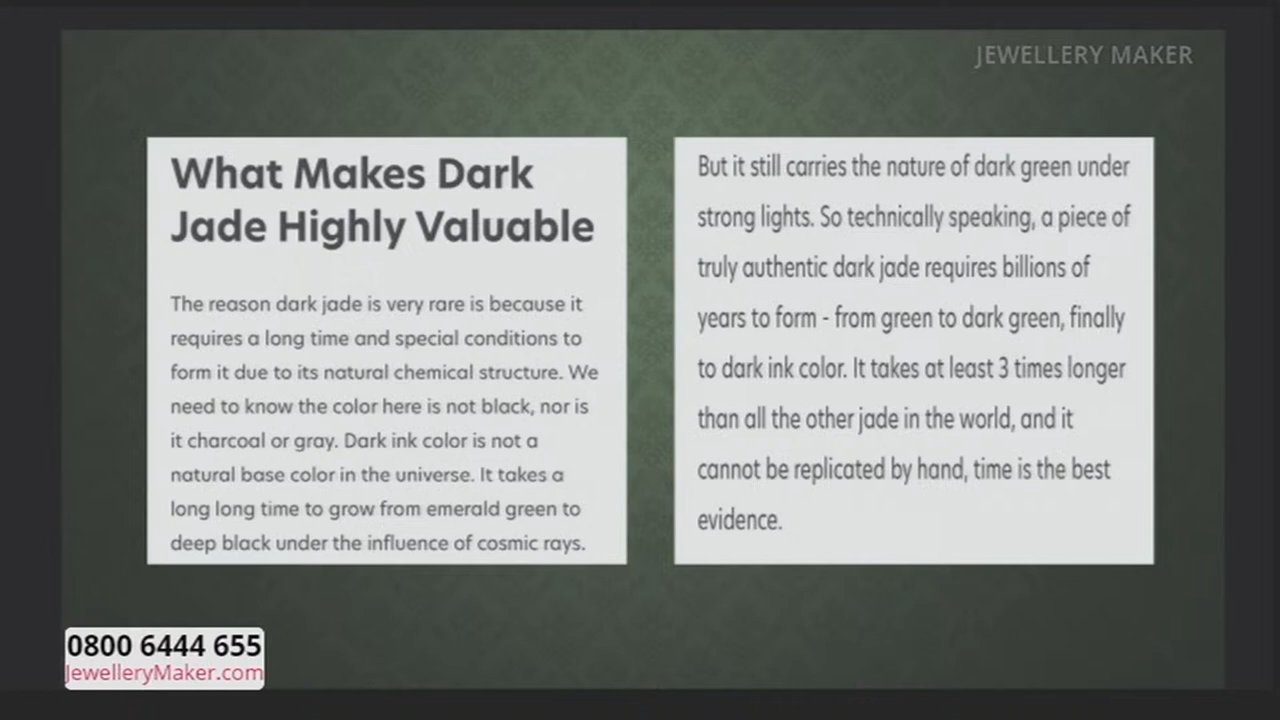 JEWELLERY MAKER
What Makes Dark
Jade Highly Valuable
The reason dark jade is very rare is because it
requires a long time and special conditions to
form it due to its natural chemical structure. We
need to know the color here is not black, nor is
it charcoal or gray. Dark ink color is not a
natural base color in the universe. It takes a
long long time to grow from emerald green to
deep black under the influence of cosmic rays.
But it still carries the nature of dark green under
strong lights. So technically speaking, a piece of
truly authentic dark jade requires billions of
years to form - from green to dark green, finally
to dark ink color. It takes at least 3 times longer
than all the other jade in the world, and it
cannot be replicated by hand, time is the best
evidence.
0800 6444 655
JewelleryMaker.com